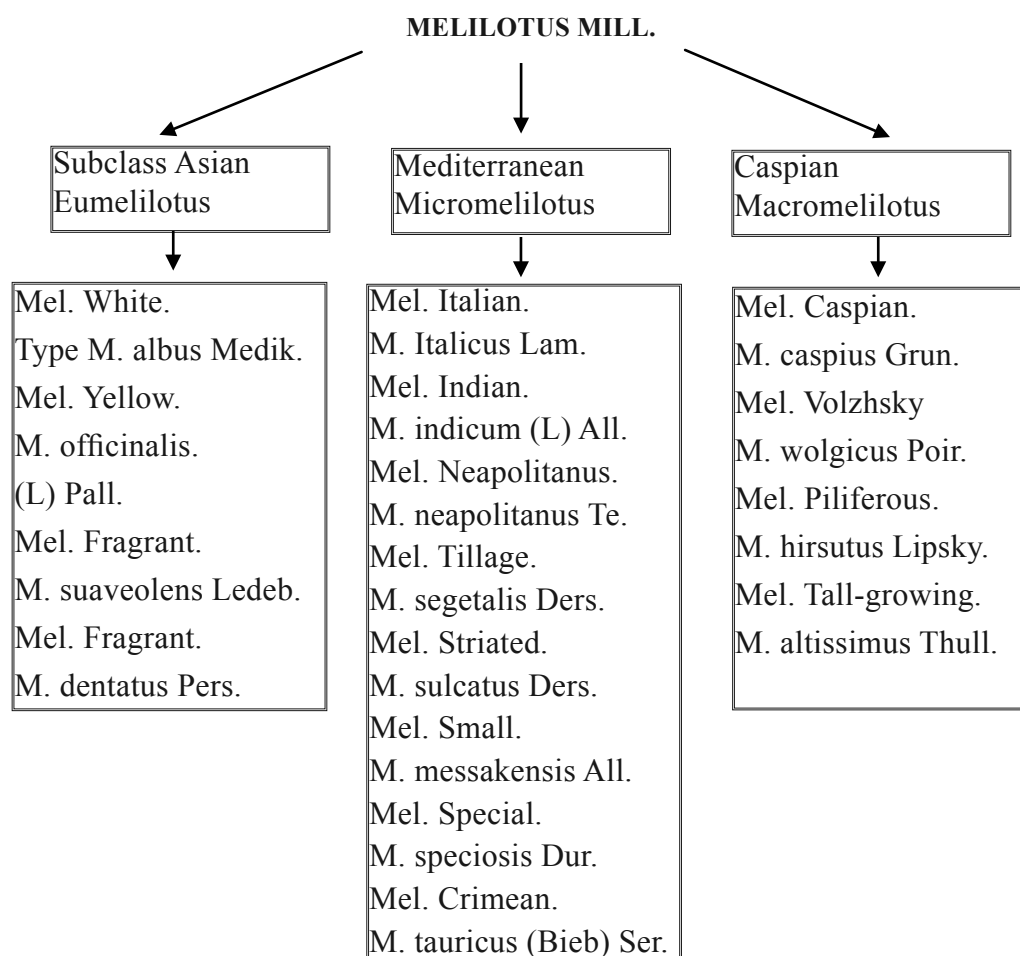 MELILOTUS MILL.
Subclass Asian
Eumelilotus
Mel. White.
Type M. albus Medik.
Mel. Yellow.
M. officinalis.
(L) Pall.
Mel. Fragrant.
M. suaveolens Ledeb.
Mel. Fragrant.
M. dentatus Pers.
Mediterranean
Micromelilotus
Mel. Italian.
M. Italicus Lam.
Mel. Indian.
M. indicum (L) All.
Mel. Neapolitanus.
M. neapolitanus Te.
Mel. Tillage.
M. segetalis Ders.
Mel. Striated.
M. sulcatus Ders.
Mel. Small.
M. messakensis All.
Mel. Special.
M. speciosis Dur.
Mel. Crimean.
M. tauricus (Bieb) Ser.
Caspian
Macromelilotus
Mel. Caspian.
M. caspius Grun.
Mel. Volzhsky
M. wolgicus Poir.
Mel. Piliferous.
M. hirsutus Lipsky.
Mel. Tall-growing.
M. altissimus Thull.